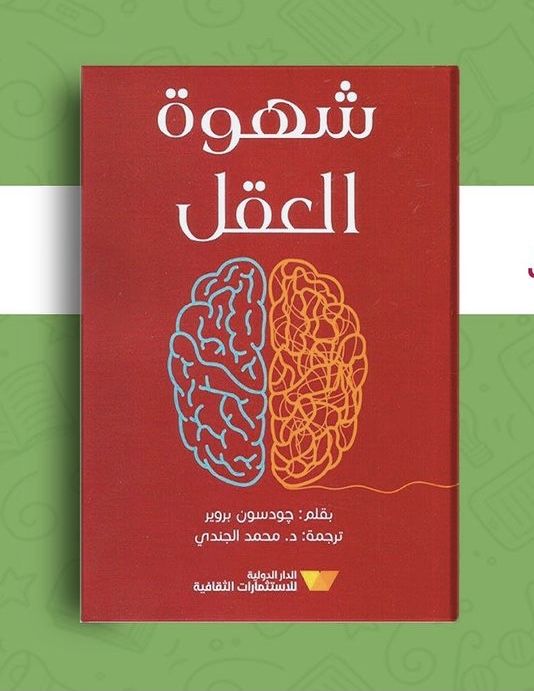 شهوة
العقل
بقلم: چودسون بروير
ترجمة: د. محمد الجندي
الدار الدولية
للاستثمارات الثقافية